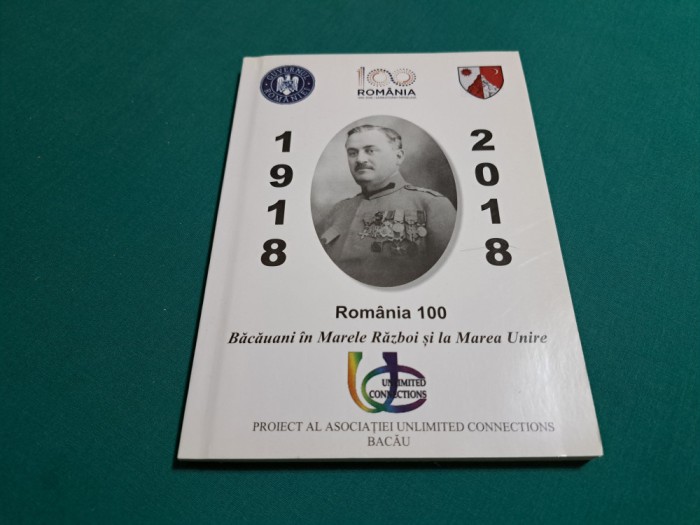 GUVERNUL ROMÂNIEI
100
ROMÂNIA
1918
2018
România 100
Băcăuani în Marele Război și la Marea Unire
UNLIMITED
CONNECTIONS
PROIECT AL ASOCIAȚIEI UNLIMITED CONNECTIONS
BACĂU